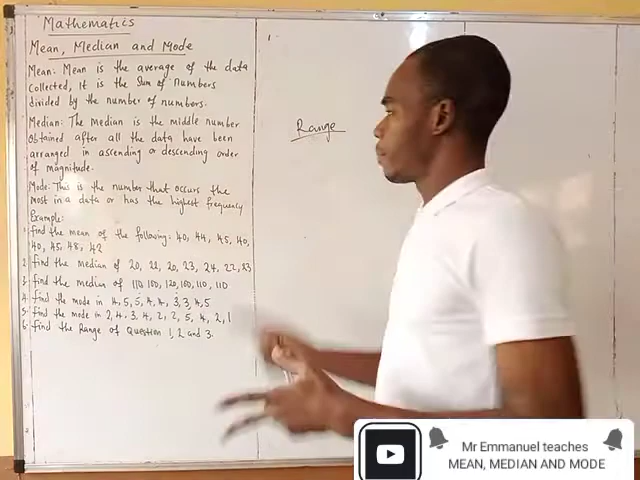 Mathematics
Mean, Median and Mode
Mean: Mean is the average of the data
collected, it is the Sum of numbers
divided by the number of numbers.
Median: The Median is the middle number
obtained after all the data have been
arranged in ascending or descending order
of magnitude.
Mode: This is the number that occurs the
most in a data or has the highest frequency
Example:
1. find the mean of the following: 40, 44, 45, 40,
40, 45, 48, 42
2. find the median of 20, 22, 20, 23, 24, 22, 23
3. find the median of 110, 100, 120, 100, 110, 110
4. find the mode in 4, 5, 5, 4, 4, 3, 3, 4, 5
5. find the mode in 2, 4, 3, 4, 2, 2, 5, 4, 2, 1
6. find the Range of Question 1, 2 and 3.
Range
Mr Emmanuel teaches
MEAN, MEDIAN AND MODE